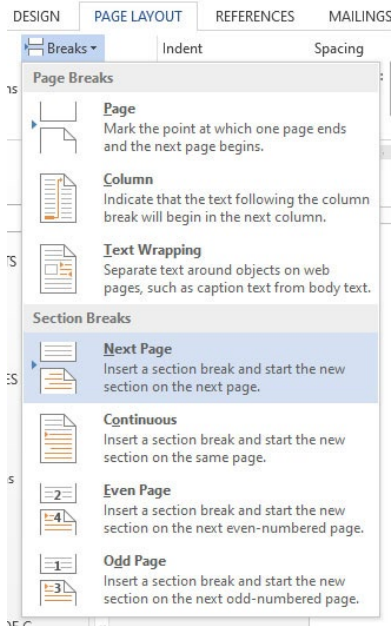 DESIGN PAGE LAYOUT REFERENCES MAILINGS
Breaks Indent Spacing
Page Breaks
Page
Mark the point at which one page ends
and the next page begins.
Column
Indicate that the text following the column
break will begin in the next column.
Text Wrapping
Separate text around objects on web
pages, such as caption text from body text.
Section Breaks
Next Page
Insert a section break and start the new
section on the next page.
Continuous
Insert a section break and start the new
section on the same page.
2
Even Page
4
Insert a section break and start the new
section on the next even-numbered page.
1
Odd Page
3
Insert a section break and start the new
section on the next odd-numbered page.